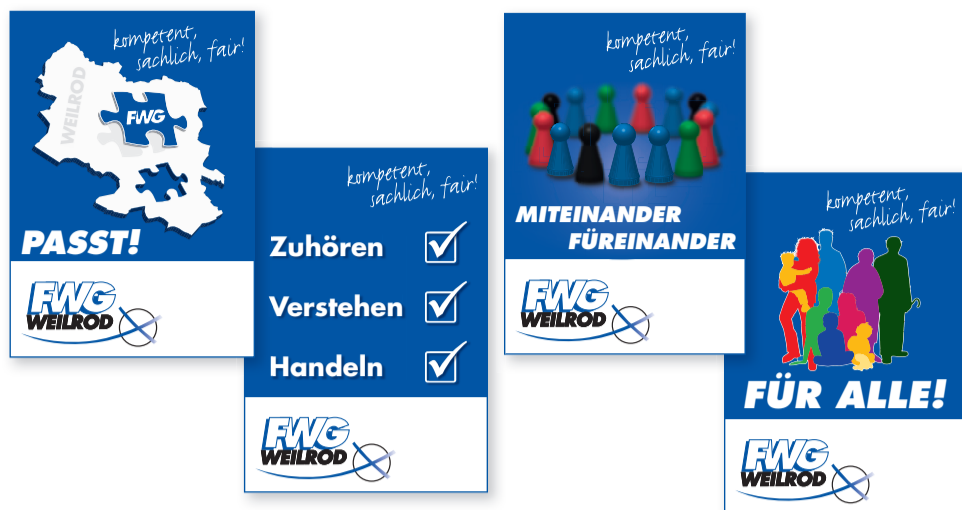 kompetent,
sachlich, fair!
WEILROD
FWG
PASST!
FWG
WEILROD
kompetent,
sachlich, fair!
Zuhören
Verstehen
Handeln
FWG
WEILROD
kompetent,
sachlich, fair!
MITEINANDER
FÜREINANDER
FWG
WEILROD
kompetent,
sachlich, fair!
FÜR ALLE!
FWG
WEILROD